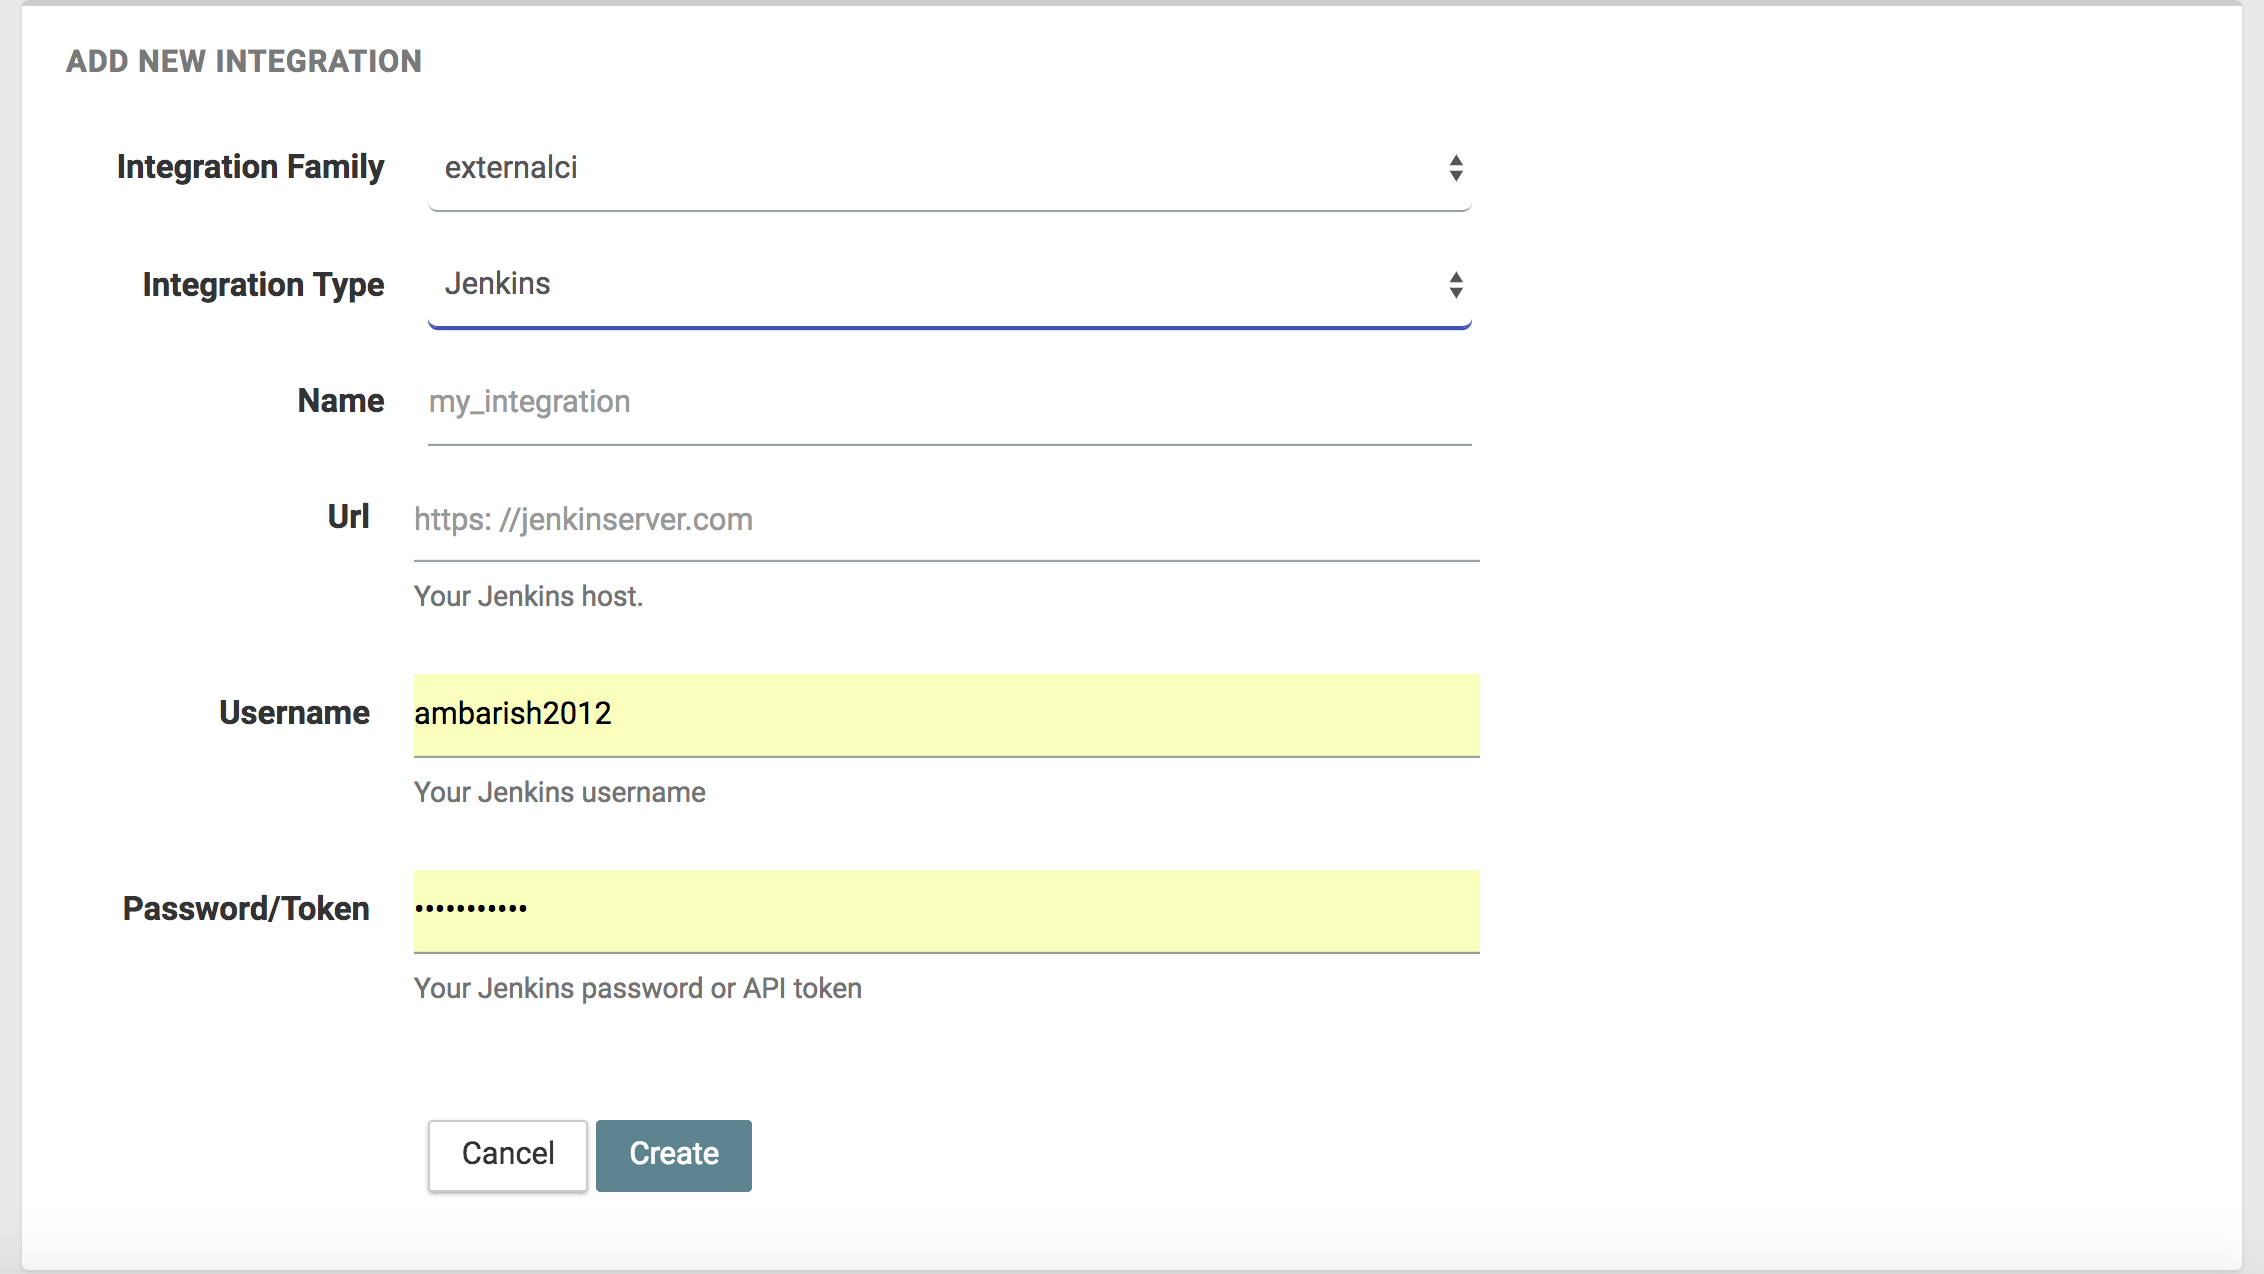 ADD NEW INTEGRATION
Integration Family externalci
Integration Type Jenkins
Name my_integration
Url https: //jenkinserver.com
Your Jenkins host.
Username ambarish2012
Your Jenkins username
Password/Token •••••••••••
Your Jenkins password or API token
Cancel Create